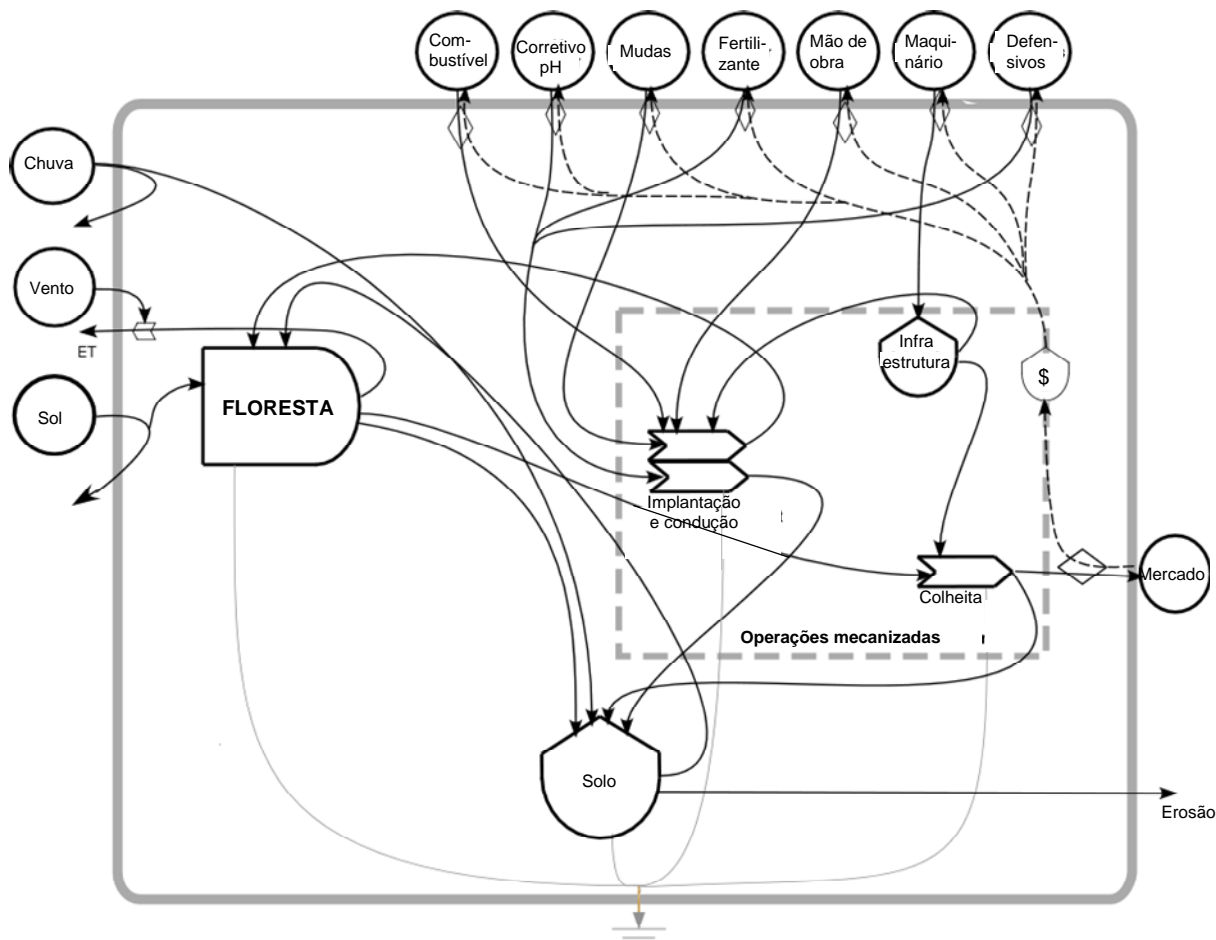 Com-
bustível
Corretivo
pH
Mudas
Fertili-
zante
Mão de
obra
Maqui-
nário
Defen-
sivos
Chuva
Vento
ET
Sol
FLORESTA
Infra
estrutura
$
Implantação
e condução
Colheita
Mercado
Operações mecanizadas
Solo
Erosão